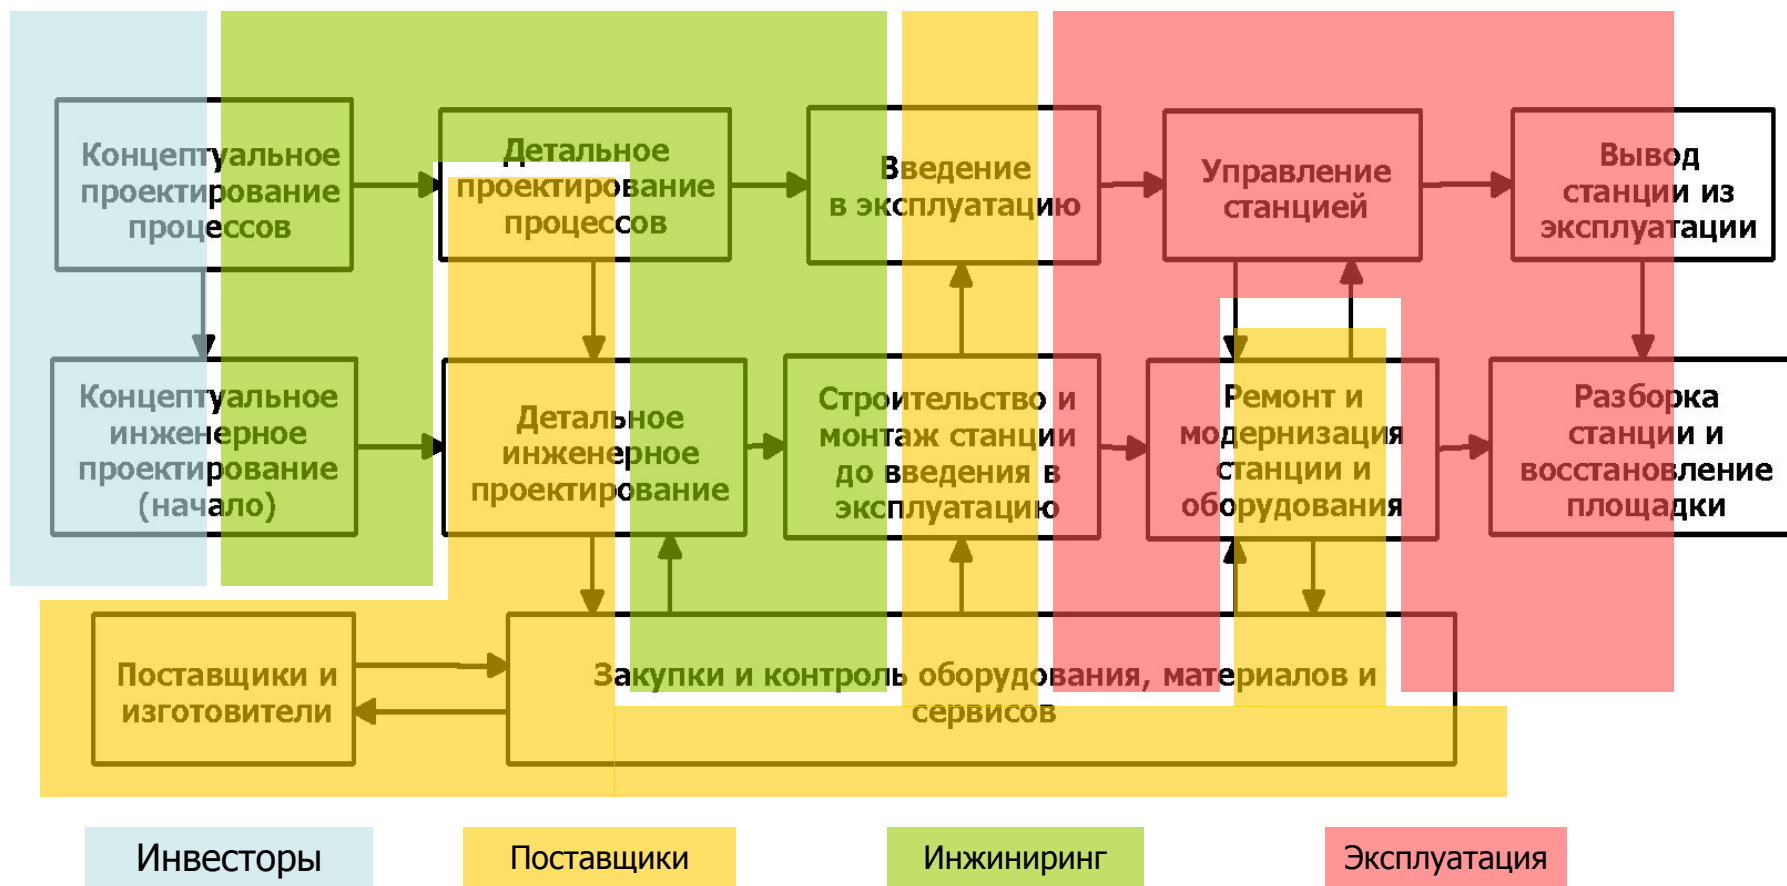 Концептуальное
проектирование
процессов
Детальное
проектирование
процессов
Введение
в эксплуатацию
Управление
станцией
Вывод
станции из
эксплуатации
Концептуальное
инженерное
проектирование
(начало)
Детальное
инженерное
проектирование
Строительство и
монтаж станции
до введения в
эксплуатацию
Ремонт и
модернизация
станции и
оборудования
Разборка
станции и
восстановление
площадки
Поставщики и
изготовители
Закупки и контроль оборудования, материалов и
сервисов
Инвесторы
Поставщики
Инжиниринг
Эксплуатация